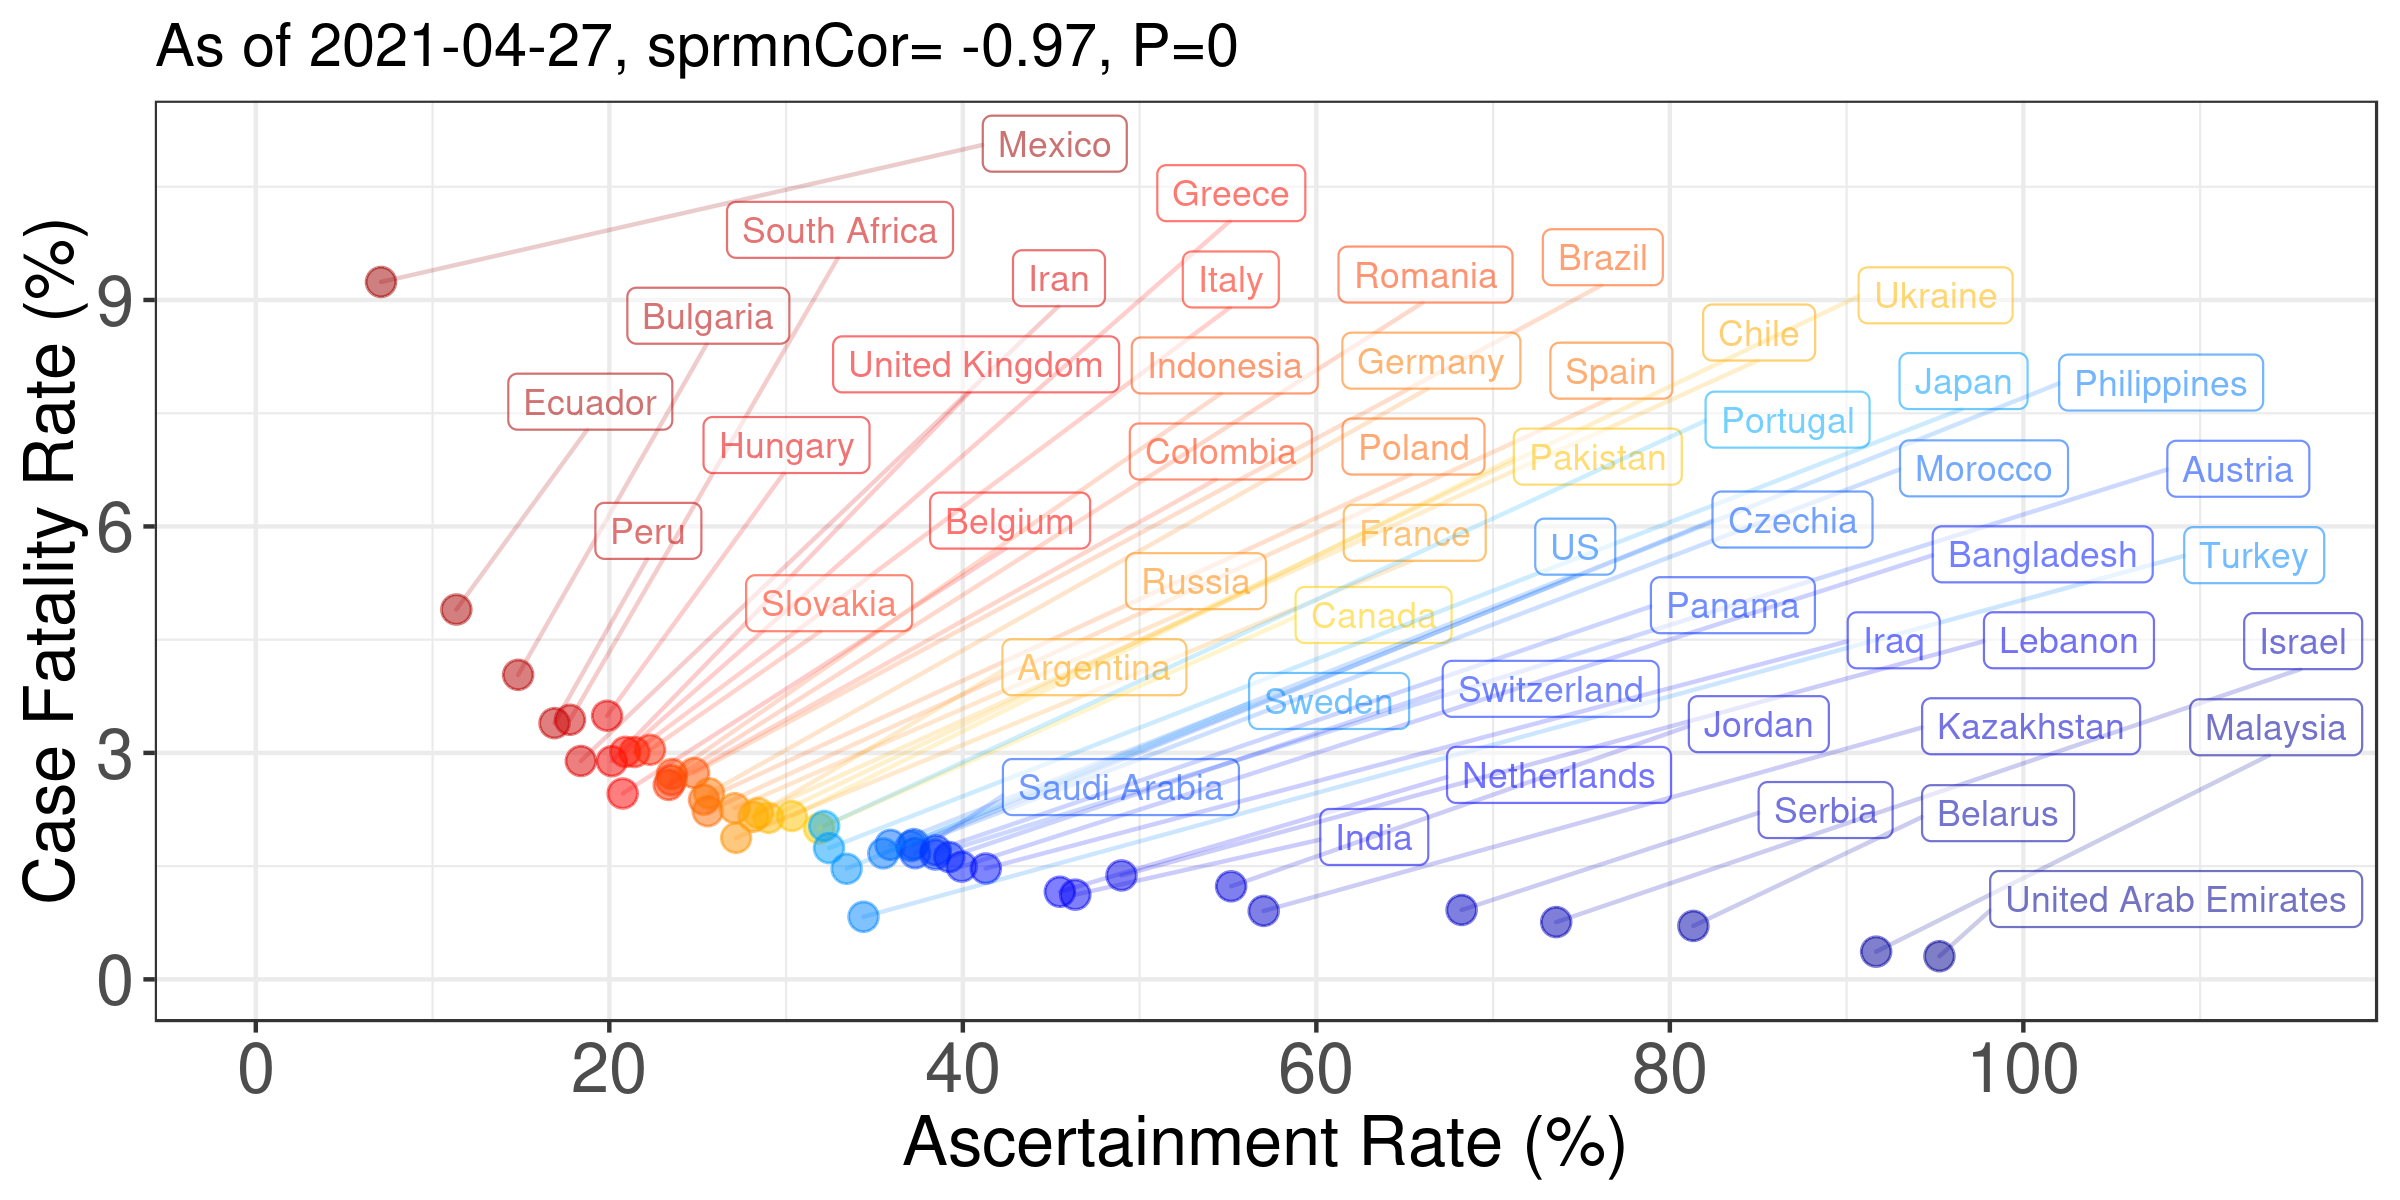 As of 2021-04-27, sprmnCor= -0.97, P=0
Mexico
Greece
South Africa
Brazil
Iran
Italy
Romania
Ukraine
Bulgaria
Chile
United Kingdom
Indonesia
Germany
Spain
Japan
Philippines
Ecuador
Portugal
Hungary
Colombia
Poland
Pakistan
Morocco
Austria
Peru
Belgium
France
US
Czechia
Bangladesh
Turkey
Slovakia
Russia
Canada
Panama
Iraq
Lebanon
Israel
Argentina
Sweden
Switzerland
Jordan
Kazakhstan
Malaysia
Saudi Arabia
Netherlands
Serbia
Belarus
India
United Arab Emirates
Case Fatality Rate (%)
9
6
3
0
0 20 40 60 80 100
Ascertainment Rate (%)